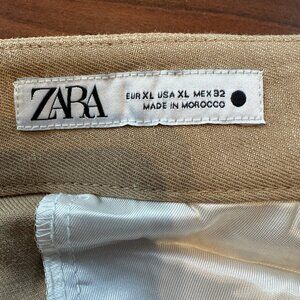 ZARA
EUR XL USA XL MEX 32
MADE IN MOROCCO